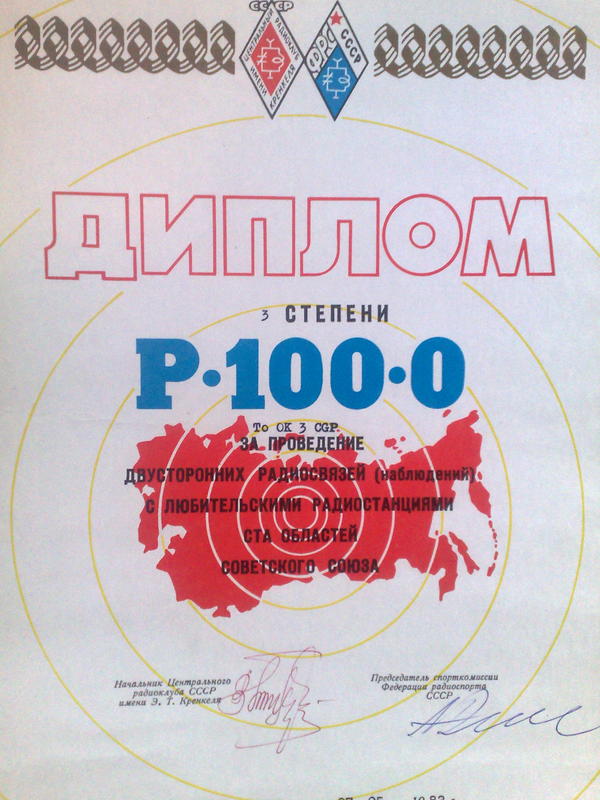 СССР
ЦЕНТРАЛЬНЫЙ РАДИОКЛУБ
ИМЕНИ КРЕНКЕЛЯ
ФРС СССР
ДИПЛОМ
3 СТЕПЕНИ
Р·100·О
To OK 3 CGP.
ЗА ПРОВЕДЕНИЕ
ДВУСТОРОННИХ РАДИОСВЯЗЕЙ (наблюдений)
С ЛЮБИТЕЛЬСКИМИ РАДИОСТАНЦИЯМИ
СТА ОБЛАСТЕЙ
СОВЕТСКОГО СОЮЗА
Начальник Центрального
радиоклуба СССР
имени Э. Т. Кренкеля
Председатель спорткомиссии
Федерации радиоспорта
СССР